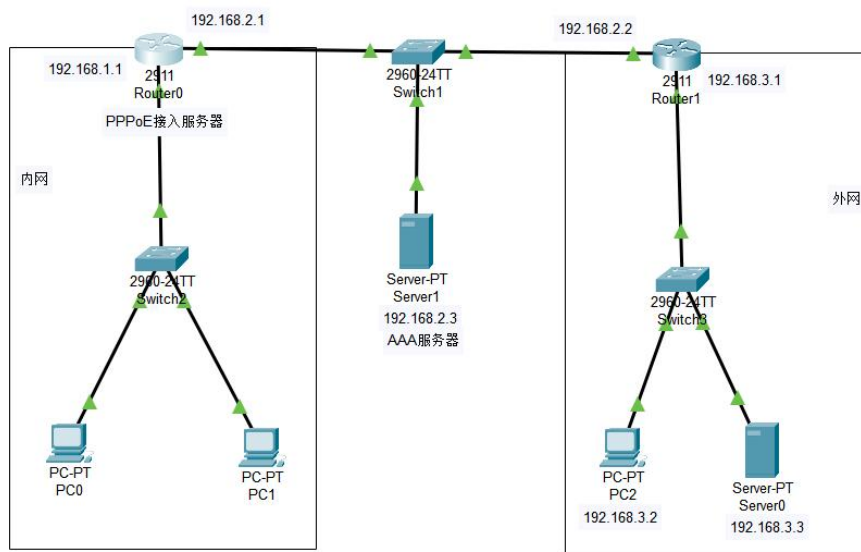 192.168.2.1
192.168.1.1
2911
Router0
PPPoE接入服务器
内网
2960-24TT
Switch2
PC-PT
PC0
PC-PT
PC1
2960-24TT
Switch1
Server-PT
Server1
192.168.2.3
AAA服务器
192.168.2.2
2911
Router1
192.168.3.1
外网
2960-24TT
Switch3
PC-PT
PC2
192.168.3.2
Server-PT
Server0
192.168.3.3